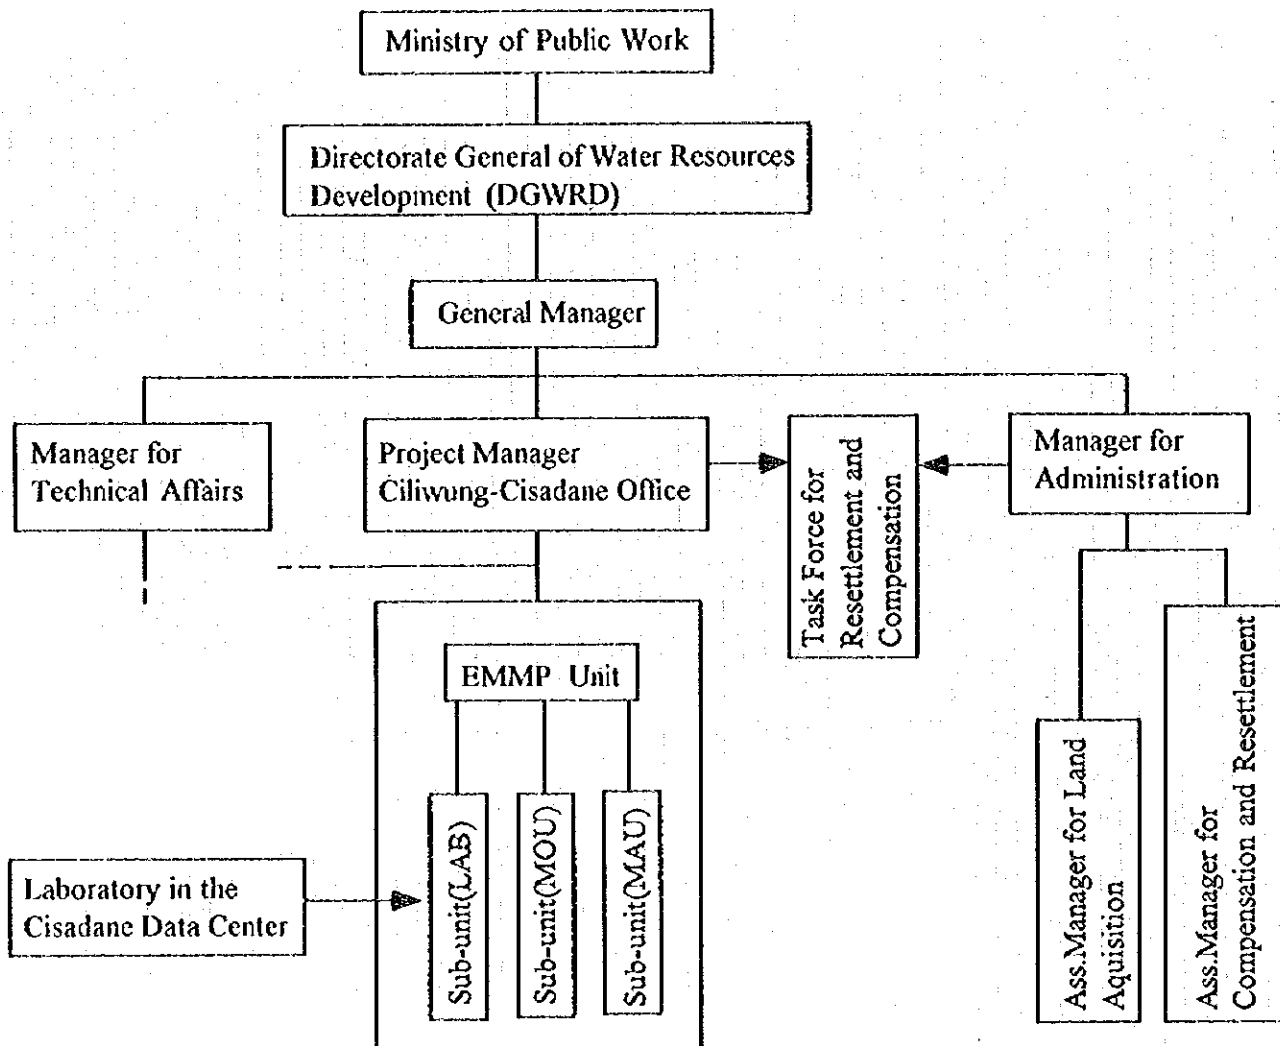 Ministry of Public Work
Directorate General of Water Resources
Development (DGWRD)
General Manager
Manager for
Technical Affairs
Project Manager
Ciliwung-Cisadane Office
Task Force for
Resettlement and
Compensation
Manager for
Administration
EMMP Unit
Sub-unit(LAB)
Sub-unit(MOU)
Sub-unit(MAU)
Laboratory in the
Cisadane Data Center
Ass.Manager for Land
Aquisition
Ass.Manager for
Compensation and Resettlement